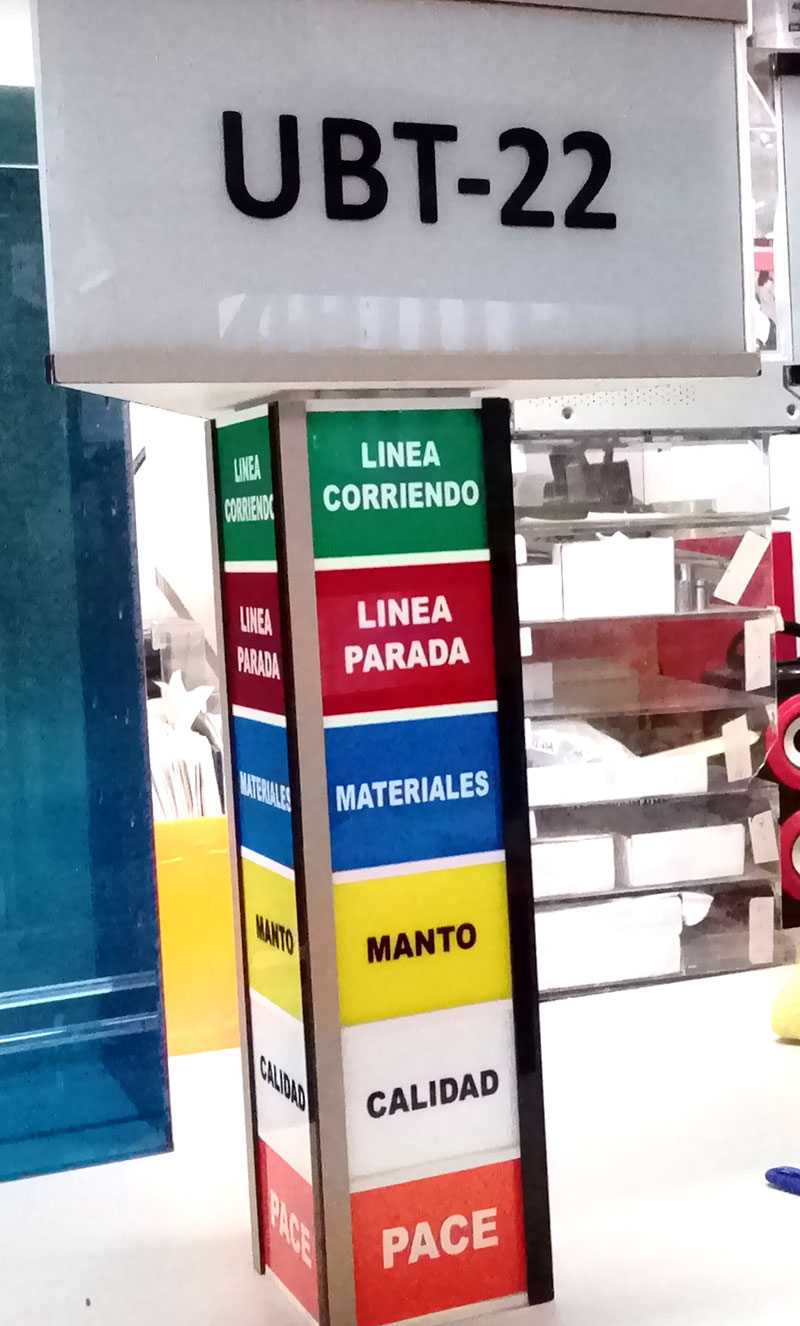 UBT-22
LINEA
CORRIENDO
LINEA
PARADA
MATERIALES
MANTO
CALIDAD
PACE
LINEA
CORRIENDO
LINEA
PARADA
MATERIALES
MANTO
CALIDAD
PACE